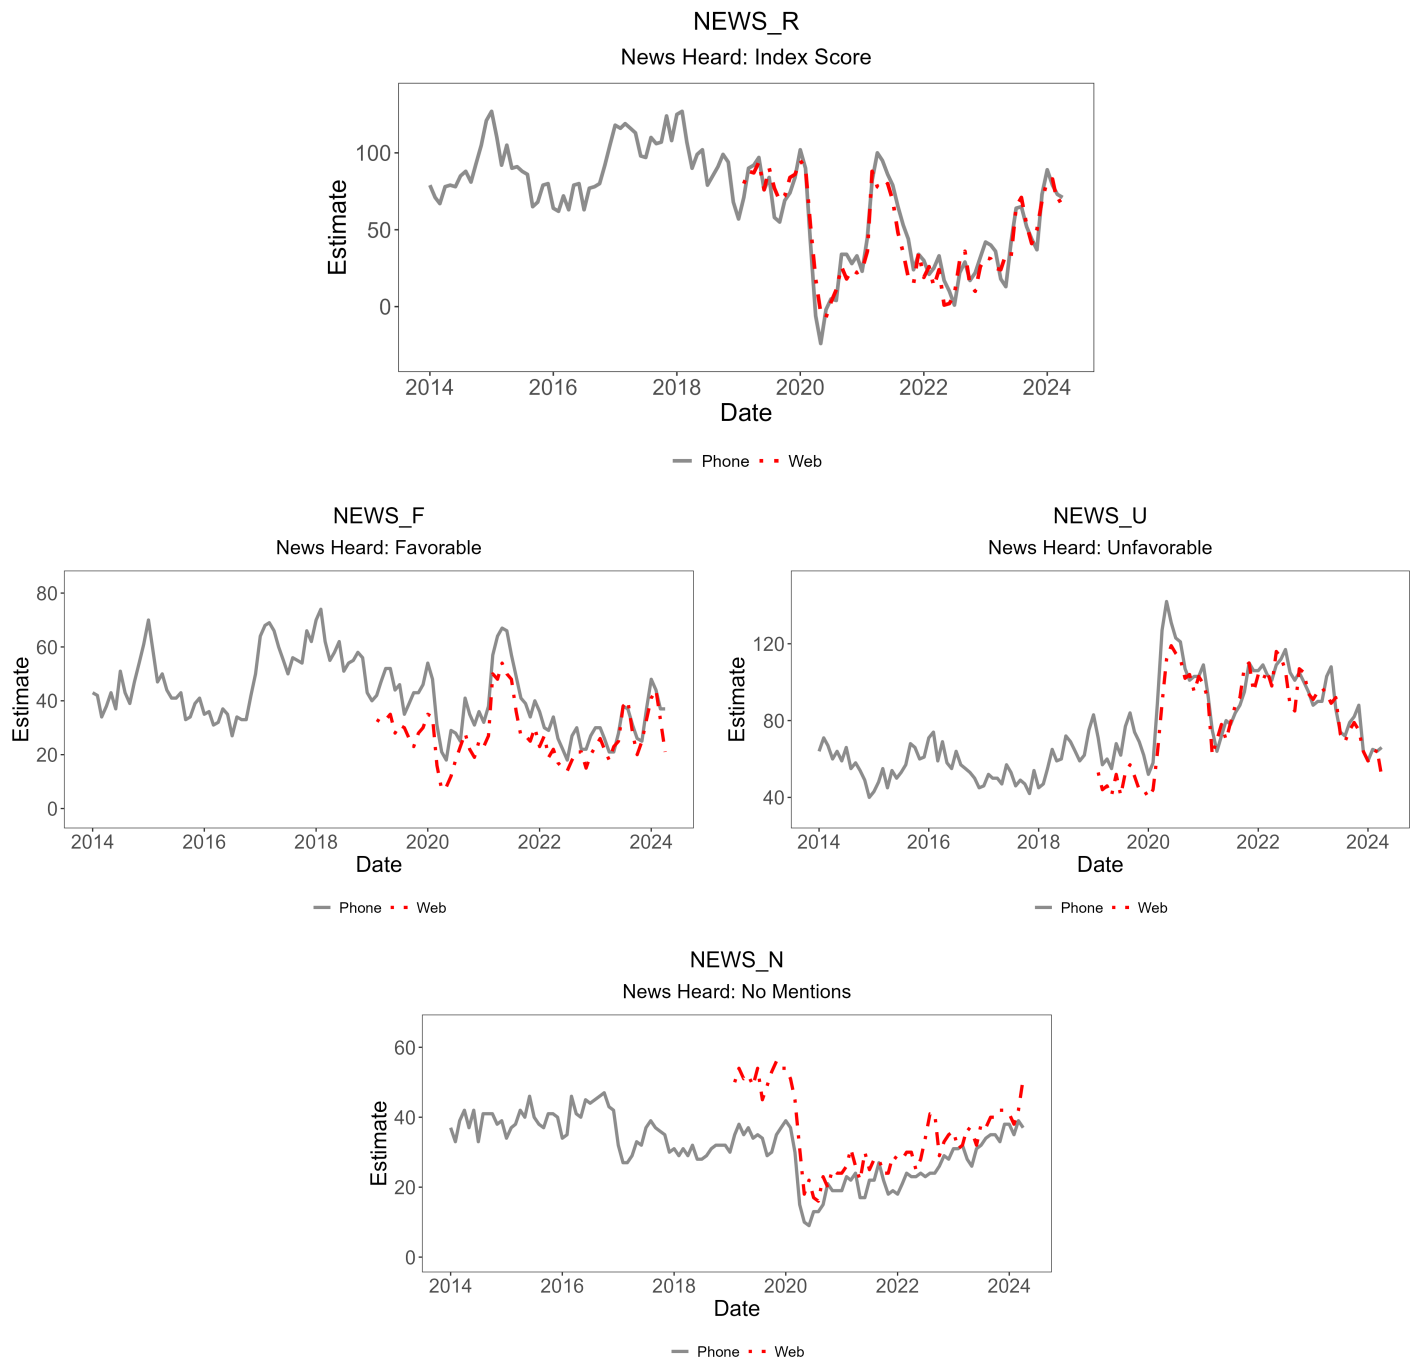 NEWS_R
News Heard: Index Score
Estimate
100
50
0
2014 2016 2018 2020 2022 2024
Date
Phone Web
NEWS_F
News Heard: Favorable
Estimate
80
60
40
20
0
2014 2016 2018 2020 2022 2024
Date
Phone Web
NEWS_U
News Heard: Unfavorable
Estimate
120
80
40
2014 2016 2018 2020 2022 2024
Date
Phone Web
NEWS_N
News Heard: No Mentions
Estimate
60
40
20
0
2014 2016 2018 2020 2022 2024
Date
Phone Web